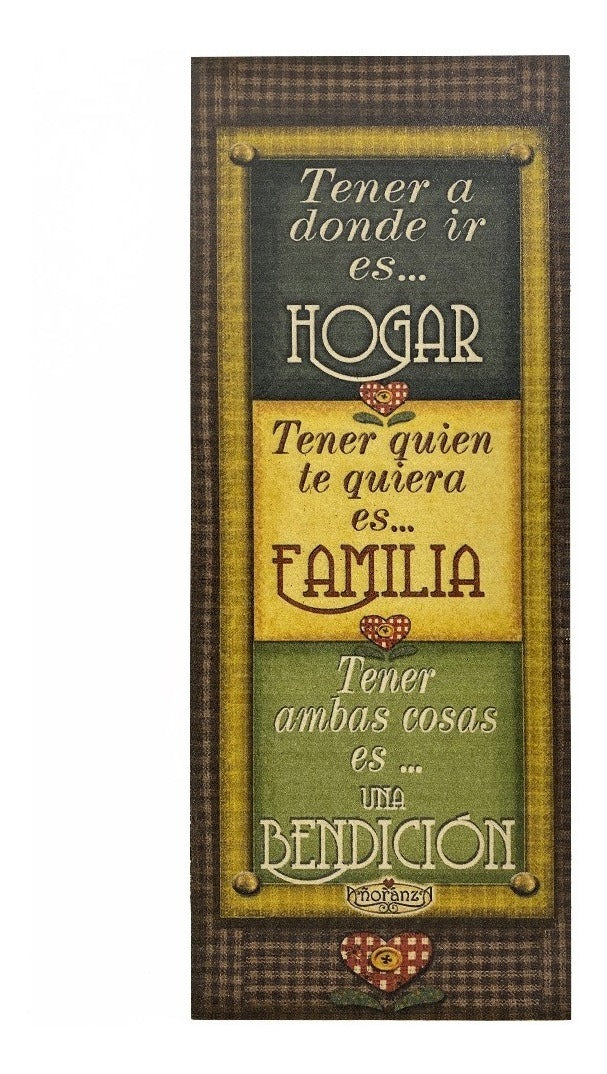 Tener a
donde ir
es...
HOGAR
Tener quien
te quiera
es...
FAMILIA
Tener
ambas cosas
es ...
UNA
BENDICIÓN
AñoranzA